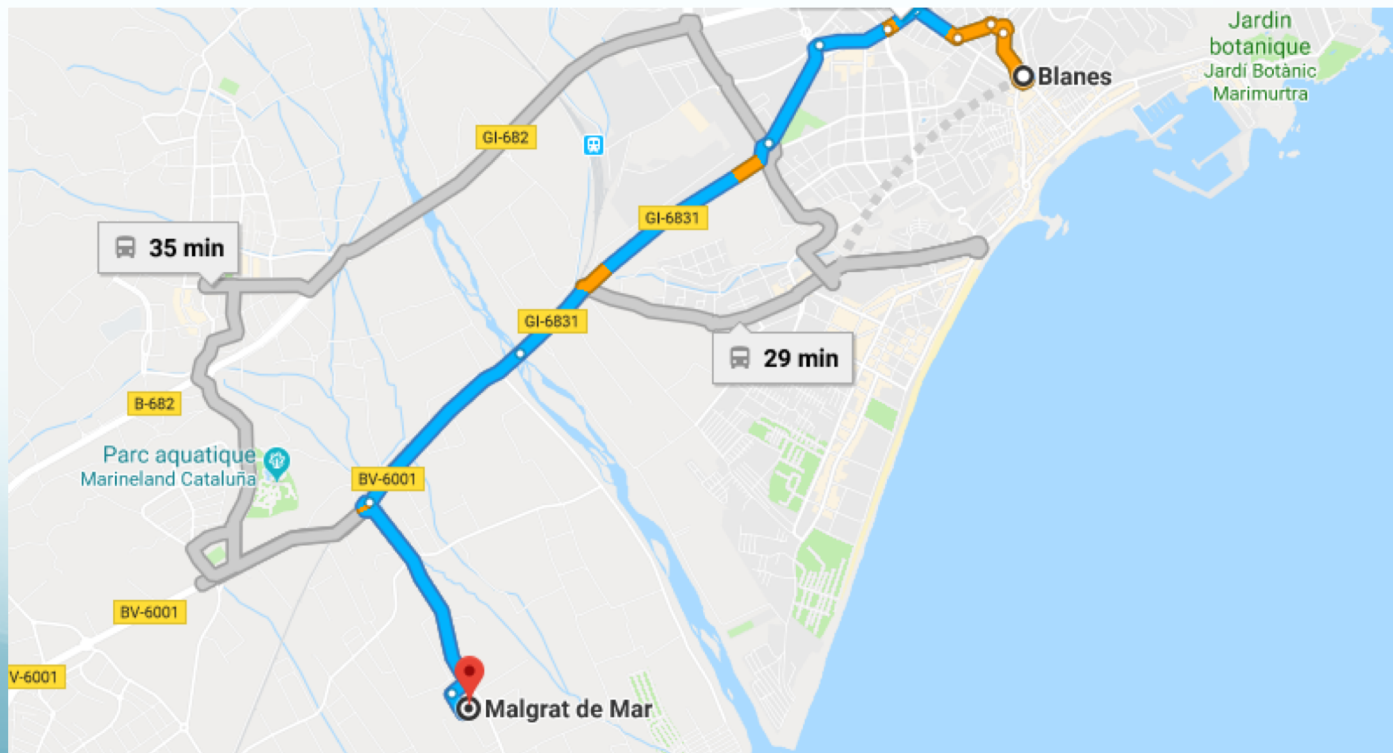 Jardin
botanique
Jardí Botànic
Marimurtra
Blanes
GI-682
GI-6831
35 min
GI-6831
29 min
B-682
Parc aquatique
Marineland Cataluña
BV-6001
BV-6001
V-6001
Malgrat de Mar